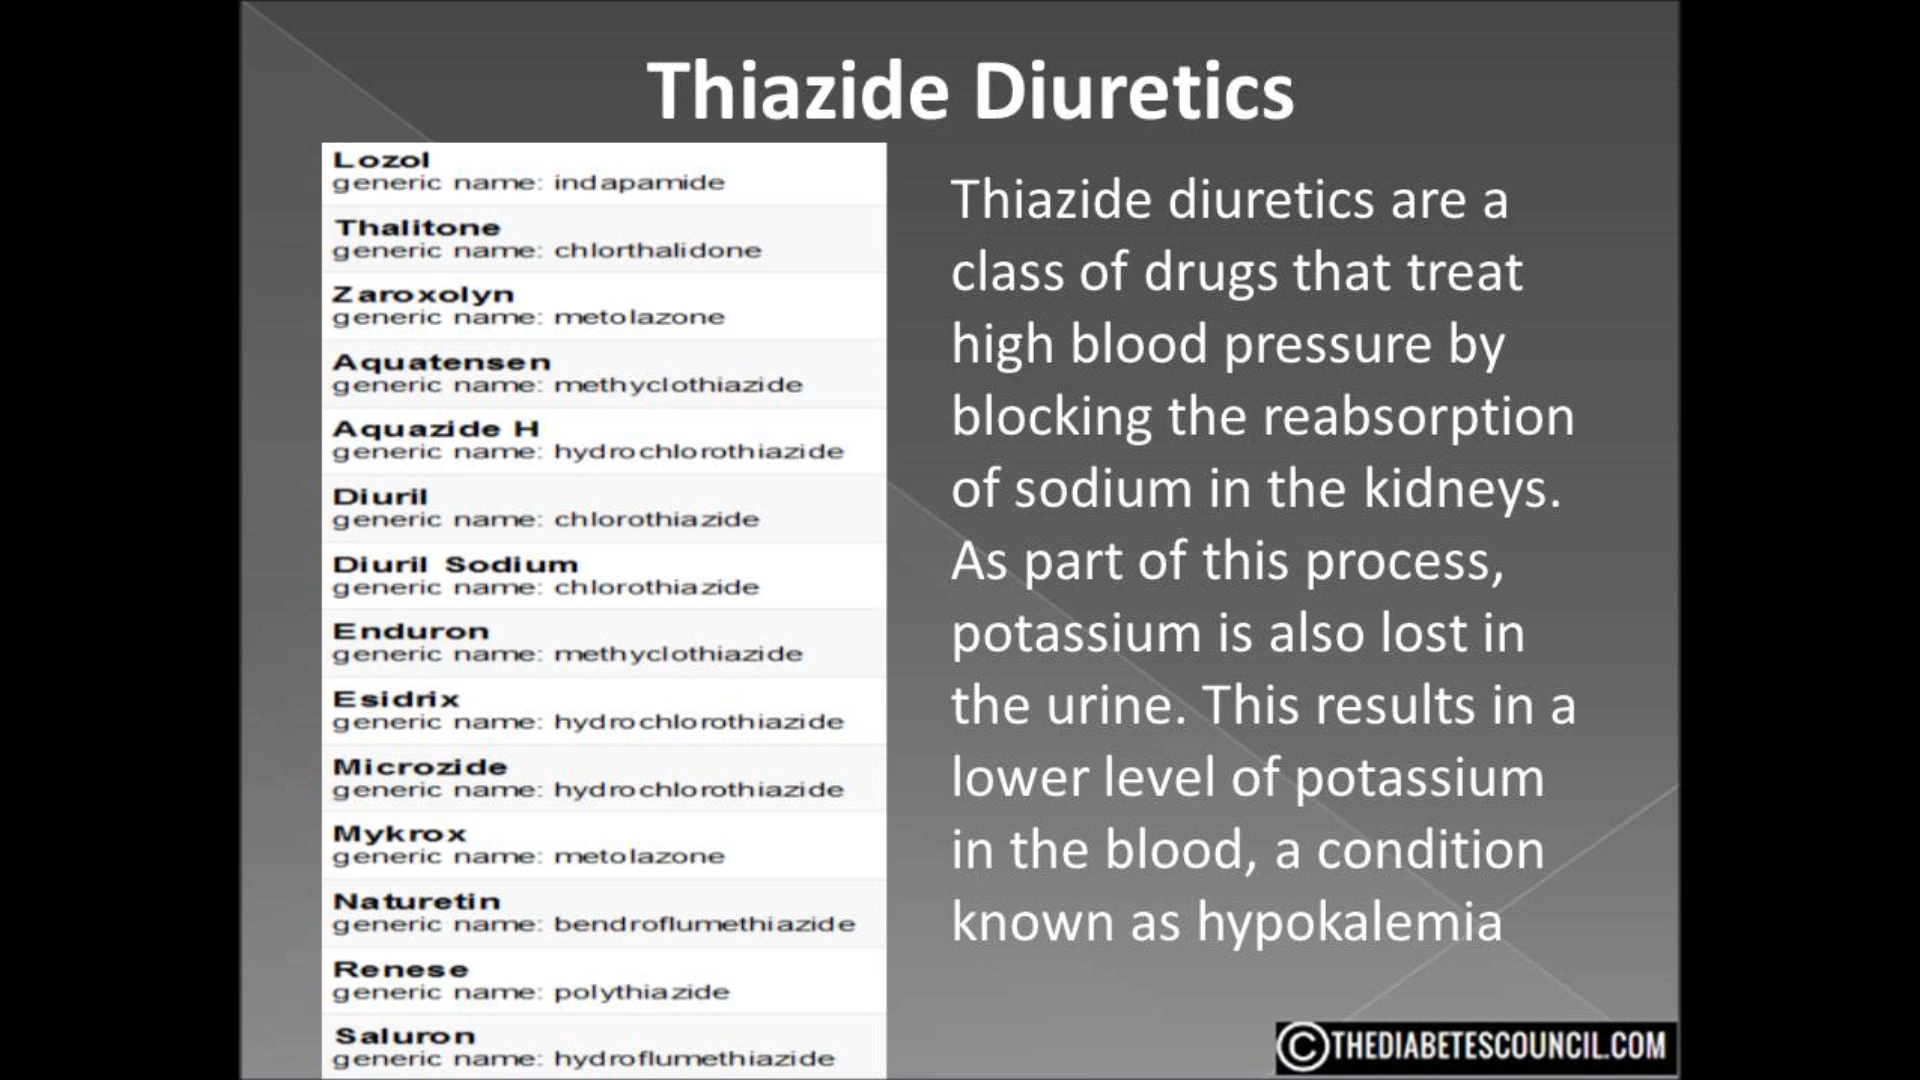 Thiazide Diuretics
Lozol
generic name: indapamide
Thalitone
generic name: chlorthalidone
Zaroxolyn
generic name: metolazone
Aquatensen
generic name: methyclothiazide
Aquazide H
generic name: hydrochlorothiazide
Diuril
generic name: chlorothiazide
Diuril Sodium
generic name: chlorothiazide
Enduron
generic name: methyclothiazide
Esidrix
generic name: hydrochlorothiazide
Microzide
generic name: hydrochlorothiazide
Mykrox
generic name: metolazone
Naturetin
generic name: bendroflumethiazide
Renese
generic name: polythiazide
Saluron
generic name: hydroflumethiazide
Thiazide diuretics are a
class of drugs that treat
high blood pressure by
blocking the reabsorption
of sodium in the kidneys.
As part of this process,
potassium is also lost in
the urine. This results in a
lower level of potassium
in the blood, a condition
known as hypokalemia
©THEDIABETESCOUNCIL.COM